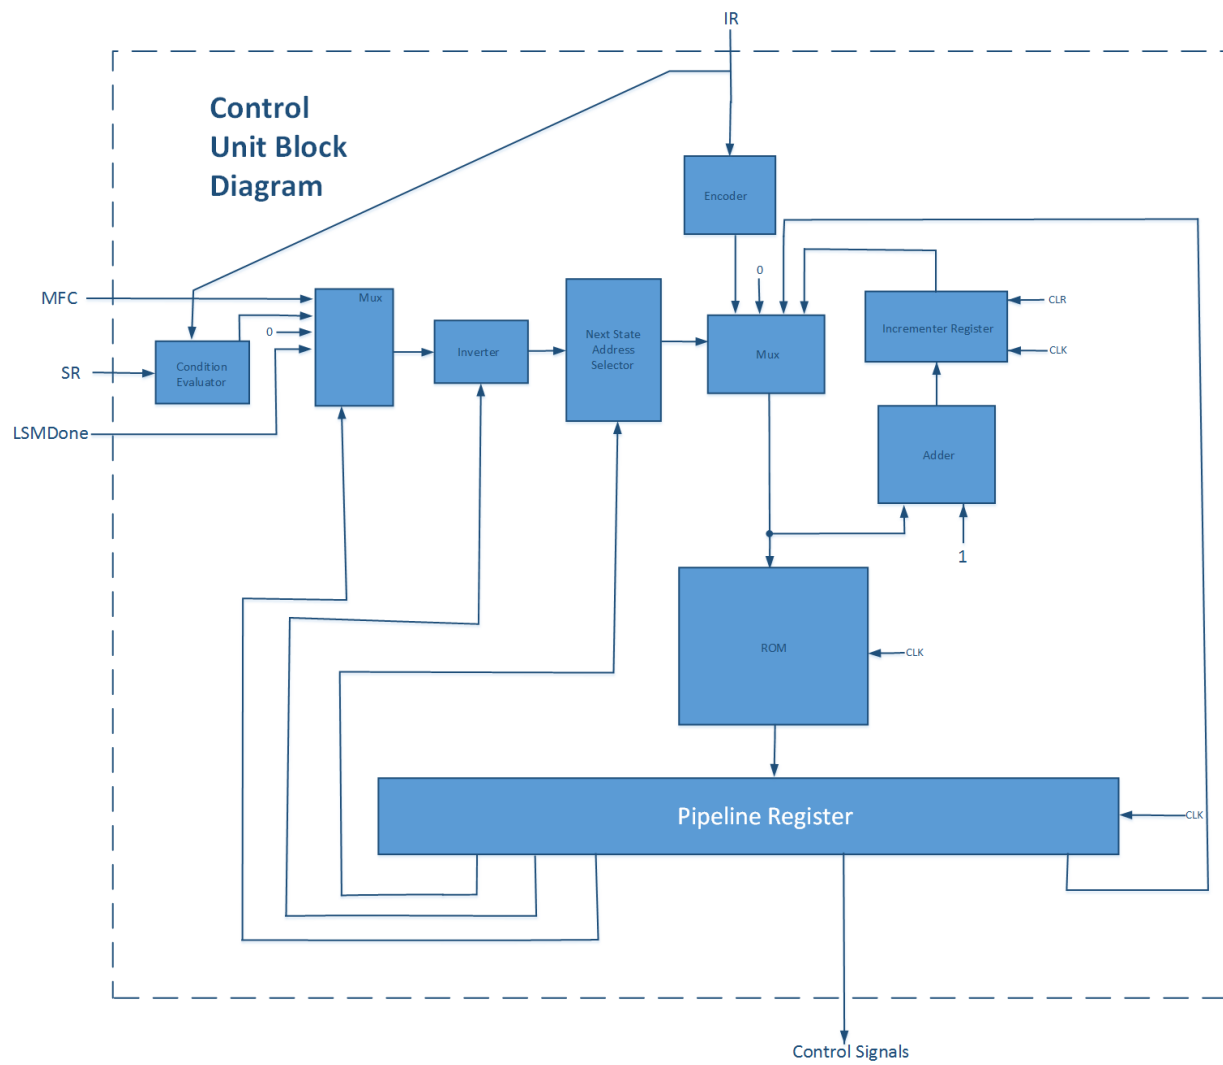 IR
Control
Unit Block
Diagram
Encoder
0
MFC
Mux
CLR
Incrementer Register
0
Next State
Address
Selector
CLK
Inverter
Mux
SR
Condition
Evaluator
LSMDone
Adder
1
ROM
CLK
Pipeline Register
CLK
Control Signals